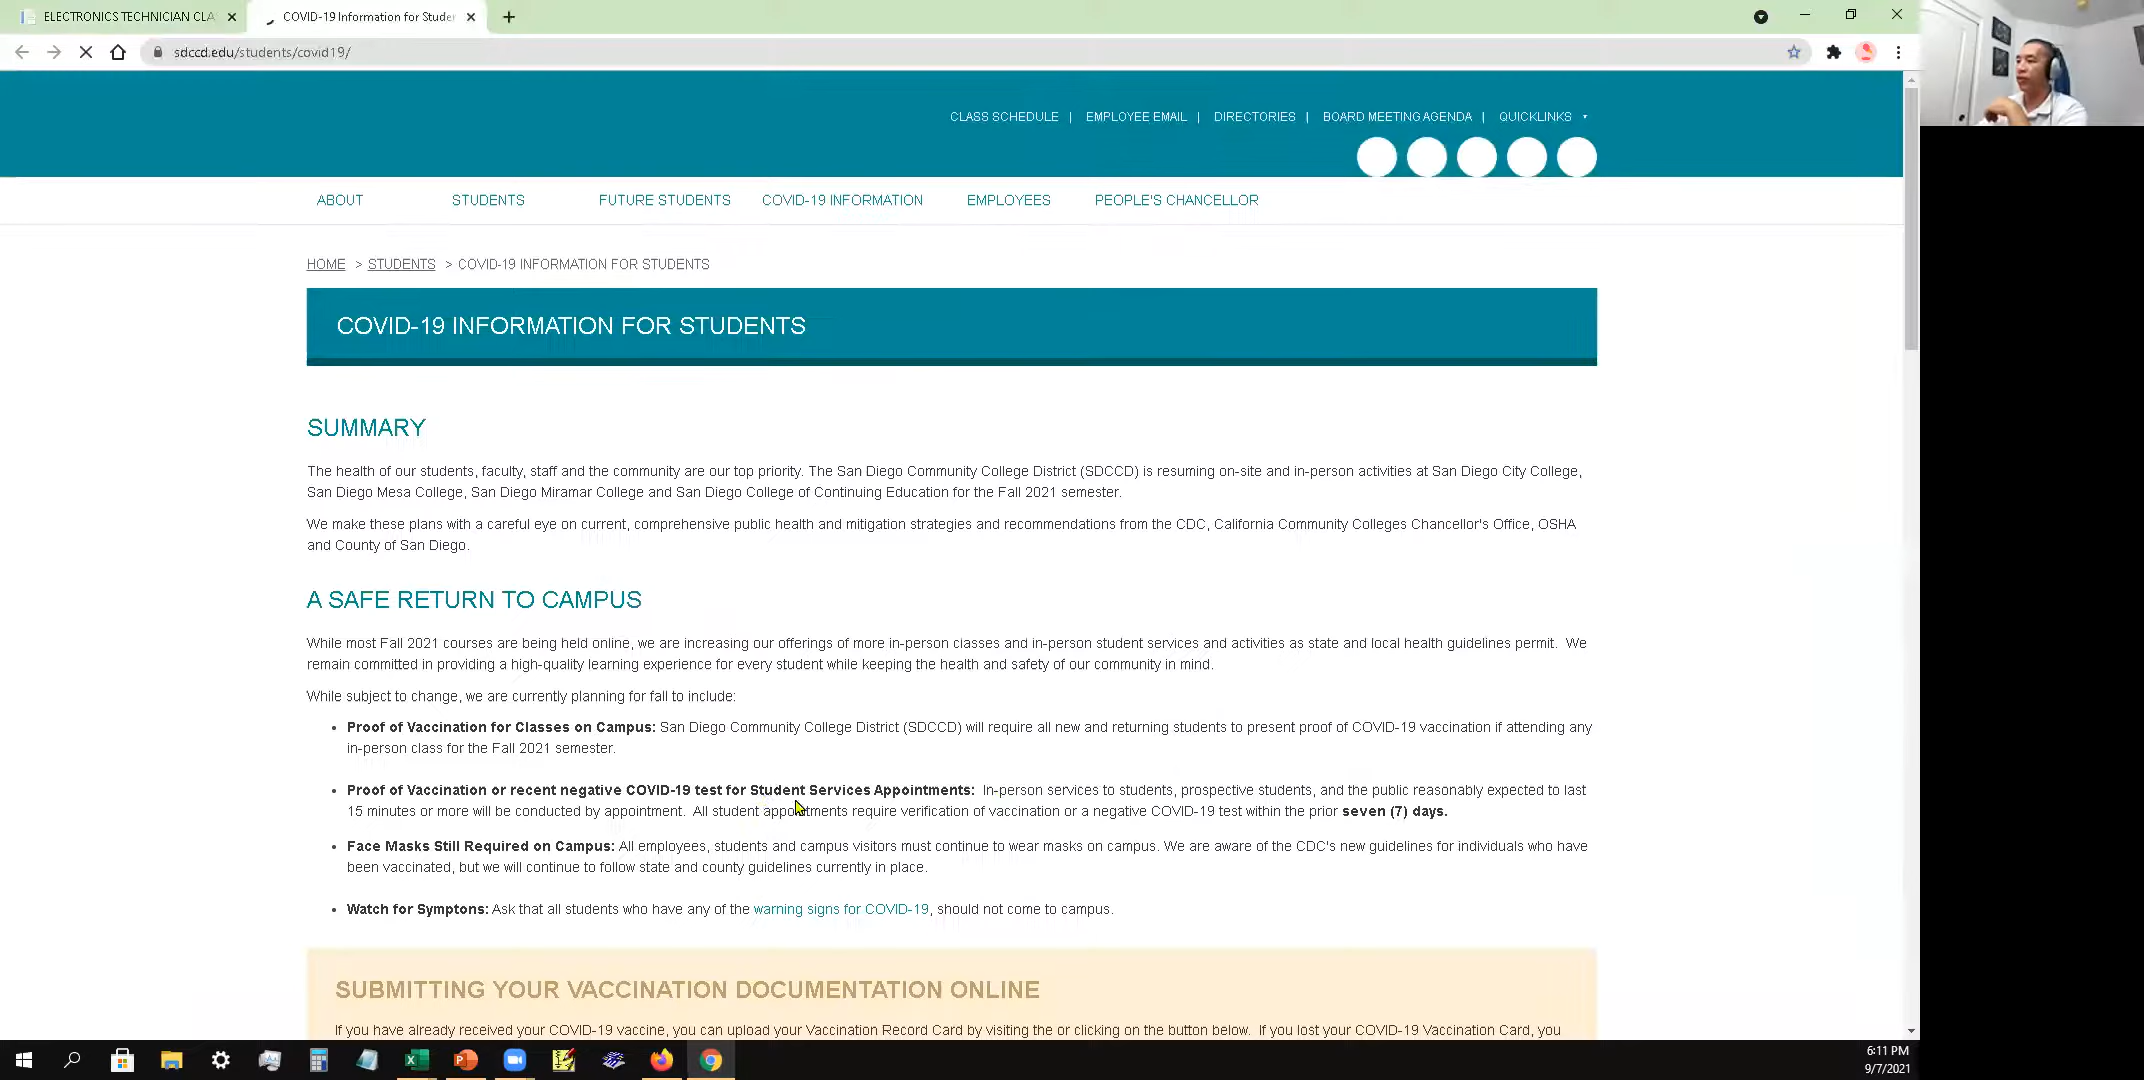 ELECTRONICS TECHNICIAN CLA
COVID-19 Information for Stude
sdccd.edu/students/covid19/
CLASS SCHEDULE | EMPLOYEE EMAIL | DIRECTORIES | BOARD MEETING AGENDA | QUICKLINKS
ABOUT STUDENTS FUTURE STUDENTS COVID-19 INFORMATION EMPLOYEES PEOPLE'S CHANCELLOR
HOME > STUDENTS > COVID-19 INFORMATION FOR STUDENTS
COVID-19 INFORMATION FOR STUDENTS
SUMMARY
The health of our students, faculty, staff and the community are our top priority. The San Diego Community College District (SDCCD) is resuming on-site and in-person activities at San Diego City College,
San Diego Mesa College, San Diego Miramar College and San Diego College of Continuing Education for the Fall 2021 semester.
We make these plans with a careful eye on current, comprehensive public health and mitigation strategies and recommendations from the CDC, California Community Colleges Chancellor's Office, OSHA
and County of San Diego.
A SAFE RETURN TO CAMPUS
While most Fall 2021 courses are being held online, we are increasing our offerings of more in-person classes and in-person student services and activities as state and local health guidelines permit. We
remain committed in providing a high-quality learning experience for every student while keeping the health and safety of our community in mind.
While subject to change, we are currently planning for fall to include:
• Proof of Vaccination for Classes on Campus: San Diego Community College District (SDCCD) will require all new and returning students to present proof of COVID-19 vaccination if attending any
in-person class for the Fall 2021 semester.
• Proof of Vaccination or recent negative COVID-19 test for Student Services Appointments: In-person services to students, prospective students, and the public reasonably expected to last
15 minutes or more will be conducted by appointment. All student appointments require verification of vaccination or a negative COVID-19 test within the prior seven (7) days.
• Face Masks Still Required on Campus: All employees, students and campus visitors must continue to wear masks on campus. We are aware of the CDC's new guidelines for individuals who have
been vaccinated, but we will continue to follow state and county guidelines currently in place.
• Watch for Symptons: Ask that all students who have any of the warning signs for COVID-19, should not come to campus.
SUBMITTING YOUR VACCINATION DOCUMENTATION ONLINE
If you have already received your COVID-19 vaccine, you can upload your Vaccination Record Card by visiting the or clicking on the button below. If you lost your COVID-19 Vaccination Card, you
6:11 PM
9/7/2021